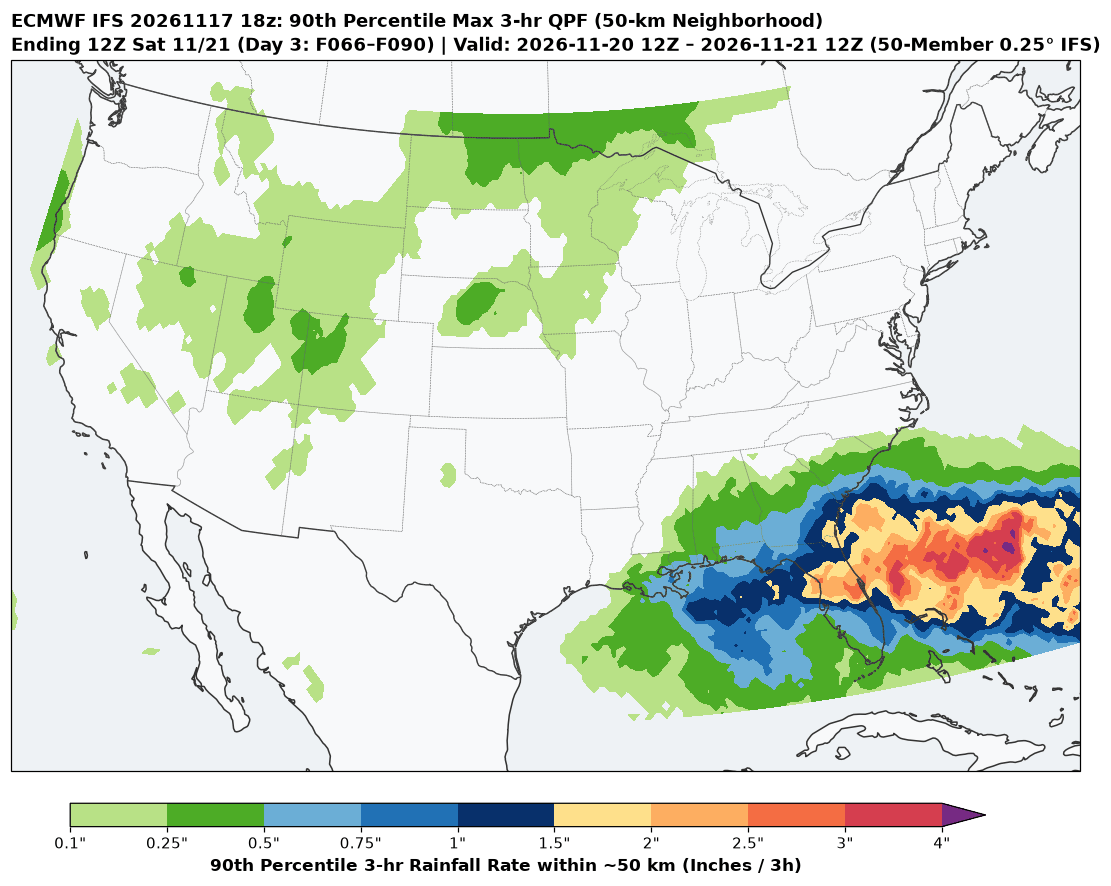 ECMWF IFS 20261117 18z: 90th Percentile Max 3-hr QPF (50-km Neighborhood)
Ending 12Z Sat 11/21 (Day 3: F066–F090) | Valid: 2026-11-20 12Z – 2026-11-21 12Z (50-Member 0.25° IFS)
0.1" 0.25" 0.5" 0.75" 1" 1.5" 2" 2.5" 3" 4"
90th Percentile 3-hr Rainfall Rate within ~50 km (Inches / 3h)